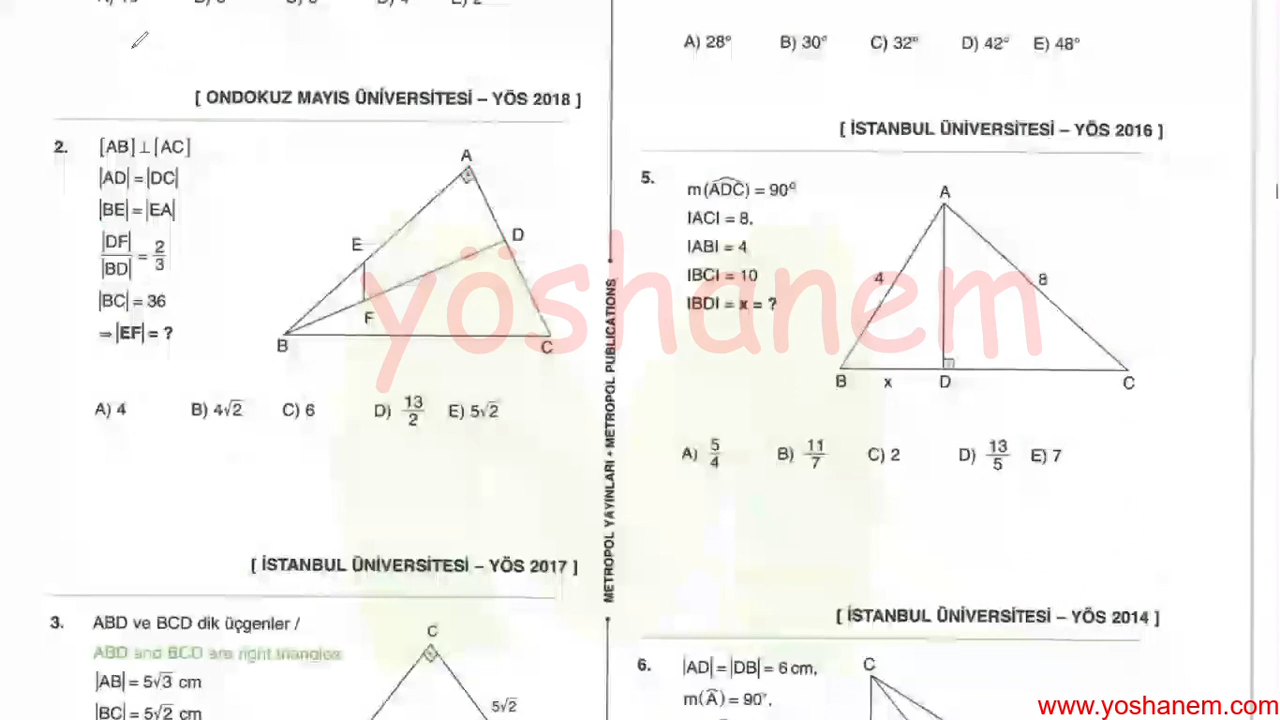 [ ONDOKUZ MAYIS ÜNİVERSİTESİ – YÖS 2018 ]
2. [AB] ⊥ [AC]
|AD| = |DC|
|BE| = |EA|
|DF| / |BD| = 2/3
|BC| = 36
⇒ |EF| = ?
A
E
D
F
B
C
A) 4 B) 4√2 C) 6 D) 13/2 E) 5√2
[ İSTANBUL ÜNİVERSİTESİ – YÖS 2017 ]
3. ABD ve BCD dik üçgenler /
ABD and BCD are right triangles
|AB| = 5√3 cm
|BC| = 5√2 cm
C
5√2
METROPOL YAYINLARI • METROPOL PUBLICATIONS
A) 28° B) 30° C) 32° D) 42° E) 48°
[ İSTANBUL ÜNİVERSİTESİ – YÖS 2016 ]
5. m(ADC) = 90°
IACI = 8,
IABI = 4
IBCI = 10
IBDI = x = ?
A
4
8
B x D C
A) 5/4 B) 11/7 C) 2 D) 13/5 E) 7
[ İSTANBUL ÜNİVERSİTESİ – YÖS 2014 ]
6. |AD| = |DB| = 6 cm,
m(A) = 90°,
C
yöshanem
www.yoshanem.com